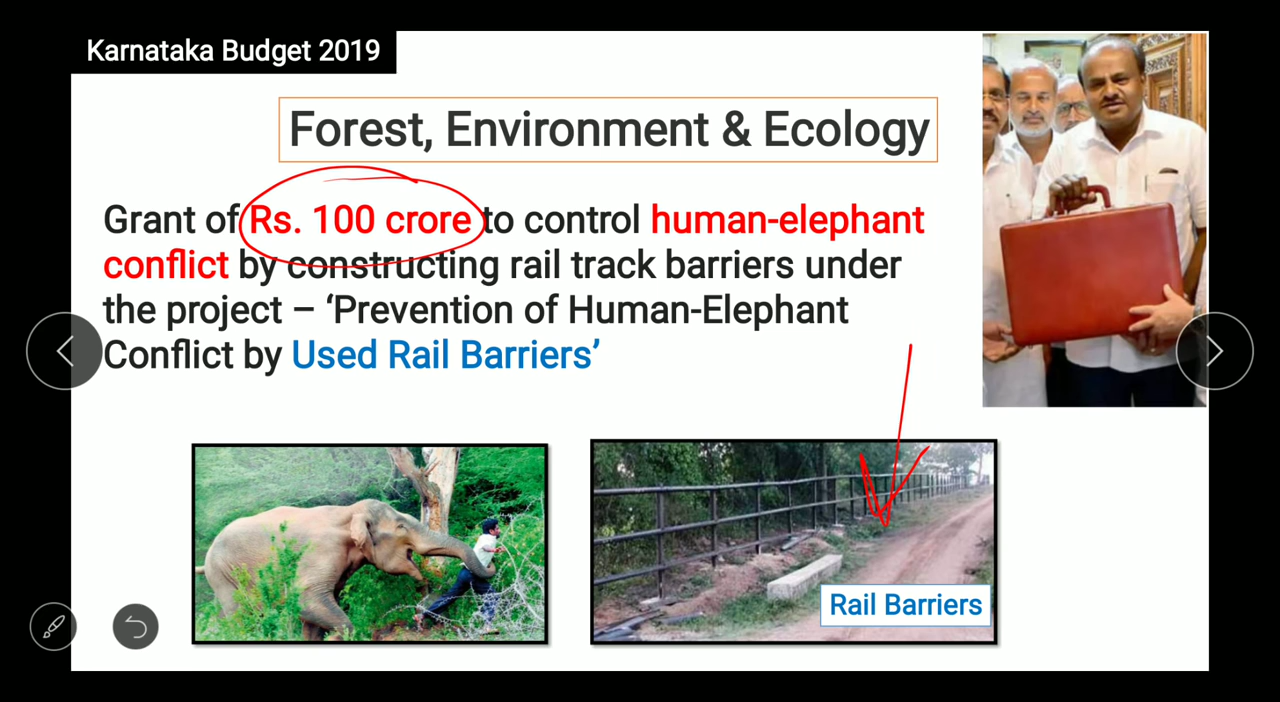 Karnataka Budget 2019
Forest, Environment & Ecology
Grant of Rs. 100 crore to control human-elephant
conflict by constructing rail track barriers under
the project – ‘Prevention of Human-Elephant
Conflict by Used Rail Barriers’
Rail Barriers